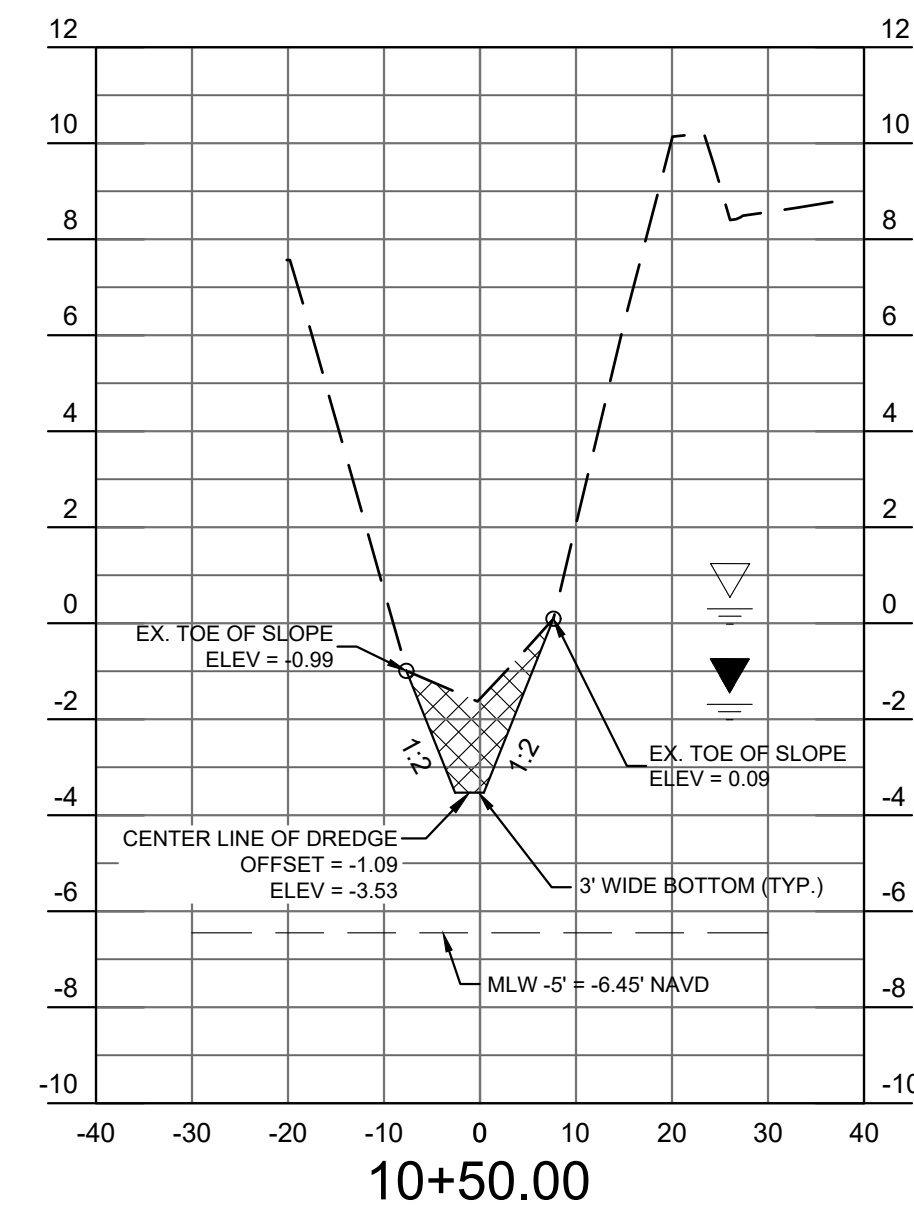 12 12
10 10
8 8
6 6
4 4
2 2
0 0
EX. TOE OF SLOPE
ELEV = -0.99
-2 -2
1:2 1:2
EX. TOE OF SLOPE
ELEV = 0.09
-4 -4
CENTER LINE OF DREDGE
OFFSET = -1.09
ELEV = -3.53
3' WIDE BOTTOM (TYP.)
-6 -6
MLW -5' = -6.45' NAVD
-8 -8
-10 -10
-40 -30 -20 -10 0 10 20 30 40
10+50.00